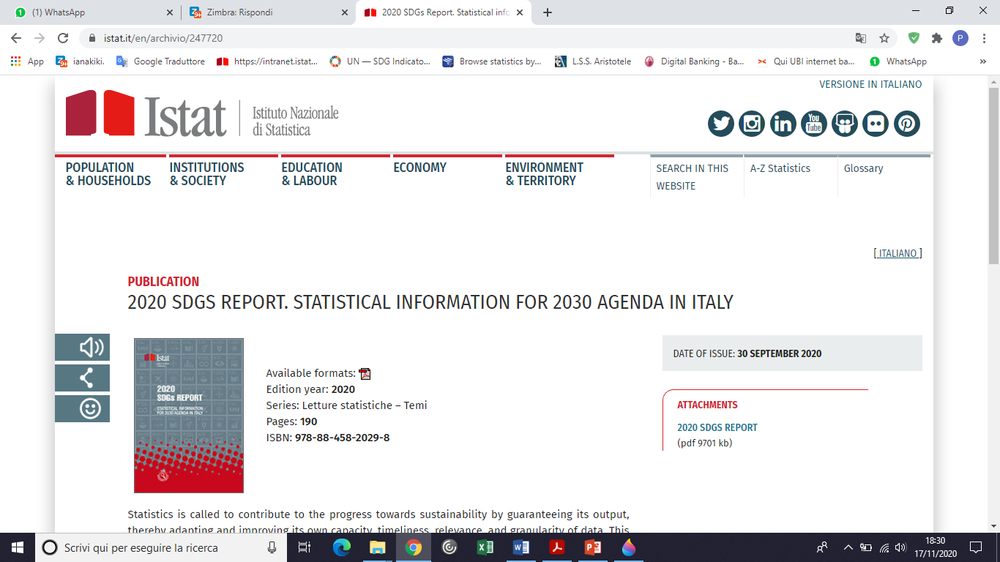 (1) WhatsApp
Zimbra: Rispondi
2020 SDGs Report. Statistical info
istat.it/en/archivio/247720
P
App
ianakiki.
Google Traduttore
https://intranet.istat...
UN — SDG Indicato...
Browse statistics by...
L.S.S. Aristotele
Digital Banking - Ba...
Qui UBI internet ba...
WhatsApp
»
VERSIONE IN ITALIANO
Istat
Istituto Nazionale
di Statistica
You
Tube
POPULATION
& HOUSEHOLDS
INSTITUTIONS
& SOCIETY
EDUCATION
& LABOUR
ECONOMY
ENVIRONMENT
& TERRITORY
SEARCH IN THIS
WEBSITE
A-Z Statistics
Glossary
[ ITALIANO ]
PUBLICATION
2020 SDGS REPORT. STATISTICAL INFORMATION FOR 2030 AGENDA IN ITALY
Istat
2020
SDGs REPORT
STATISTICAL INFORMATION
FOR 2030 AGENDA IN ITALY
Available formats:
Edition year: 2020
Series: Letture statistiche – Temi
Pages: 190
ISBN: 978-88-458-2029-8
DATE OF ISSUE: 30 SEPTEMBER 2020
ATTACHMENTS
2020 SDGS REPORT
(pdf 9701 kb)
Statistics is called to contribute to the progress towards sustainability by guaranteeing its output,
thereby adapting and improving its own capacity, timeliness, relevance, and granularity of data. This
Scrivi qui per eseguire la ricerca
18:30
17/11/2020